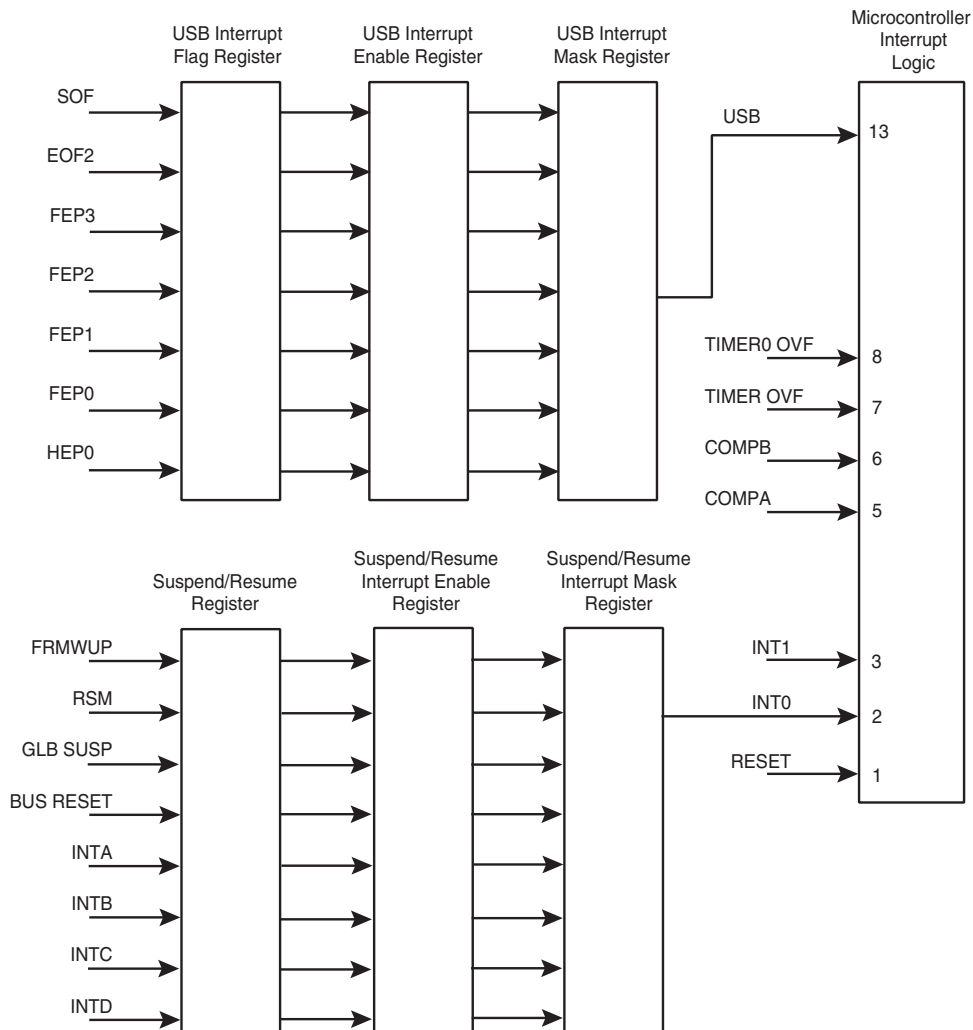 USB Interrupt
Flag Register
USB Interrupt
Enable Register
USB Interrupt
Mask Register
Microcontroller
Interrupt
Logic
SOF
EOF2
FEP3
FEP2
FEP1
FEP0
HEP0
USB
13
TIMER0 OVF
8
TIMER OVF
7
COMPB
6
COMPA
5
Suspend/Resume
Register
Suspend/Resume
Interrupt Enable
Register
Suspend/Resume
Interrupt Mask
Register
FRMWUP
RSM
GLB SUSP
BUS RESET
INTA
INTB
INTC
INTD
INT1
3
INT0
2
RESET
1